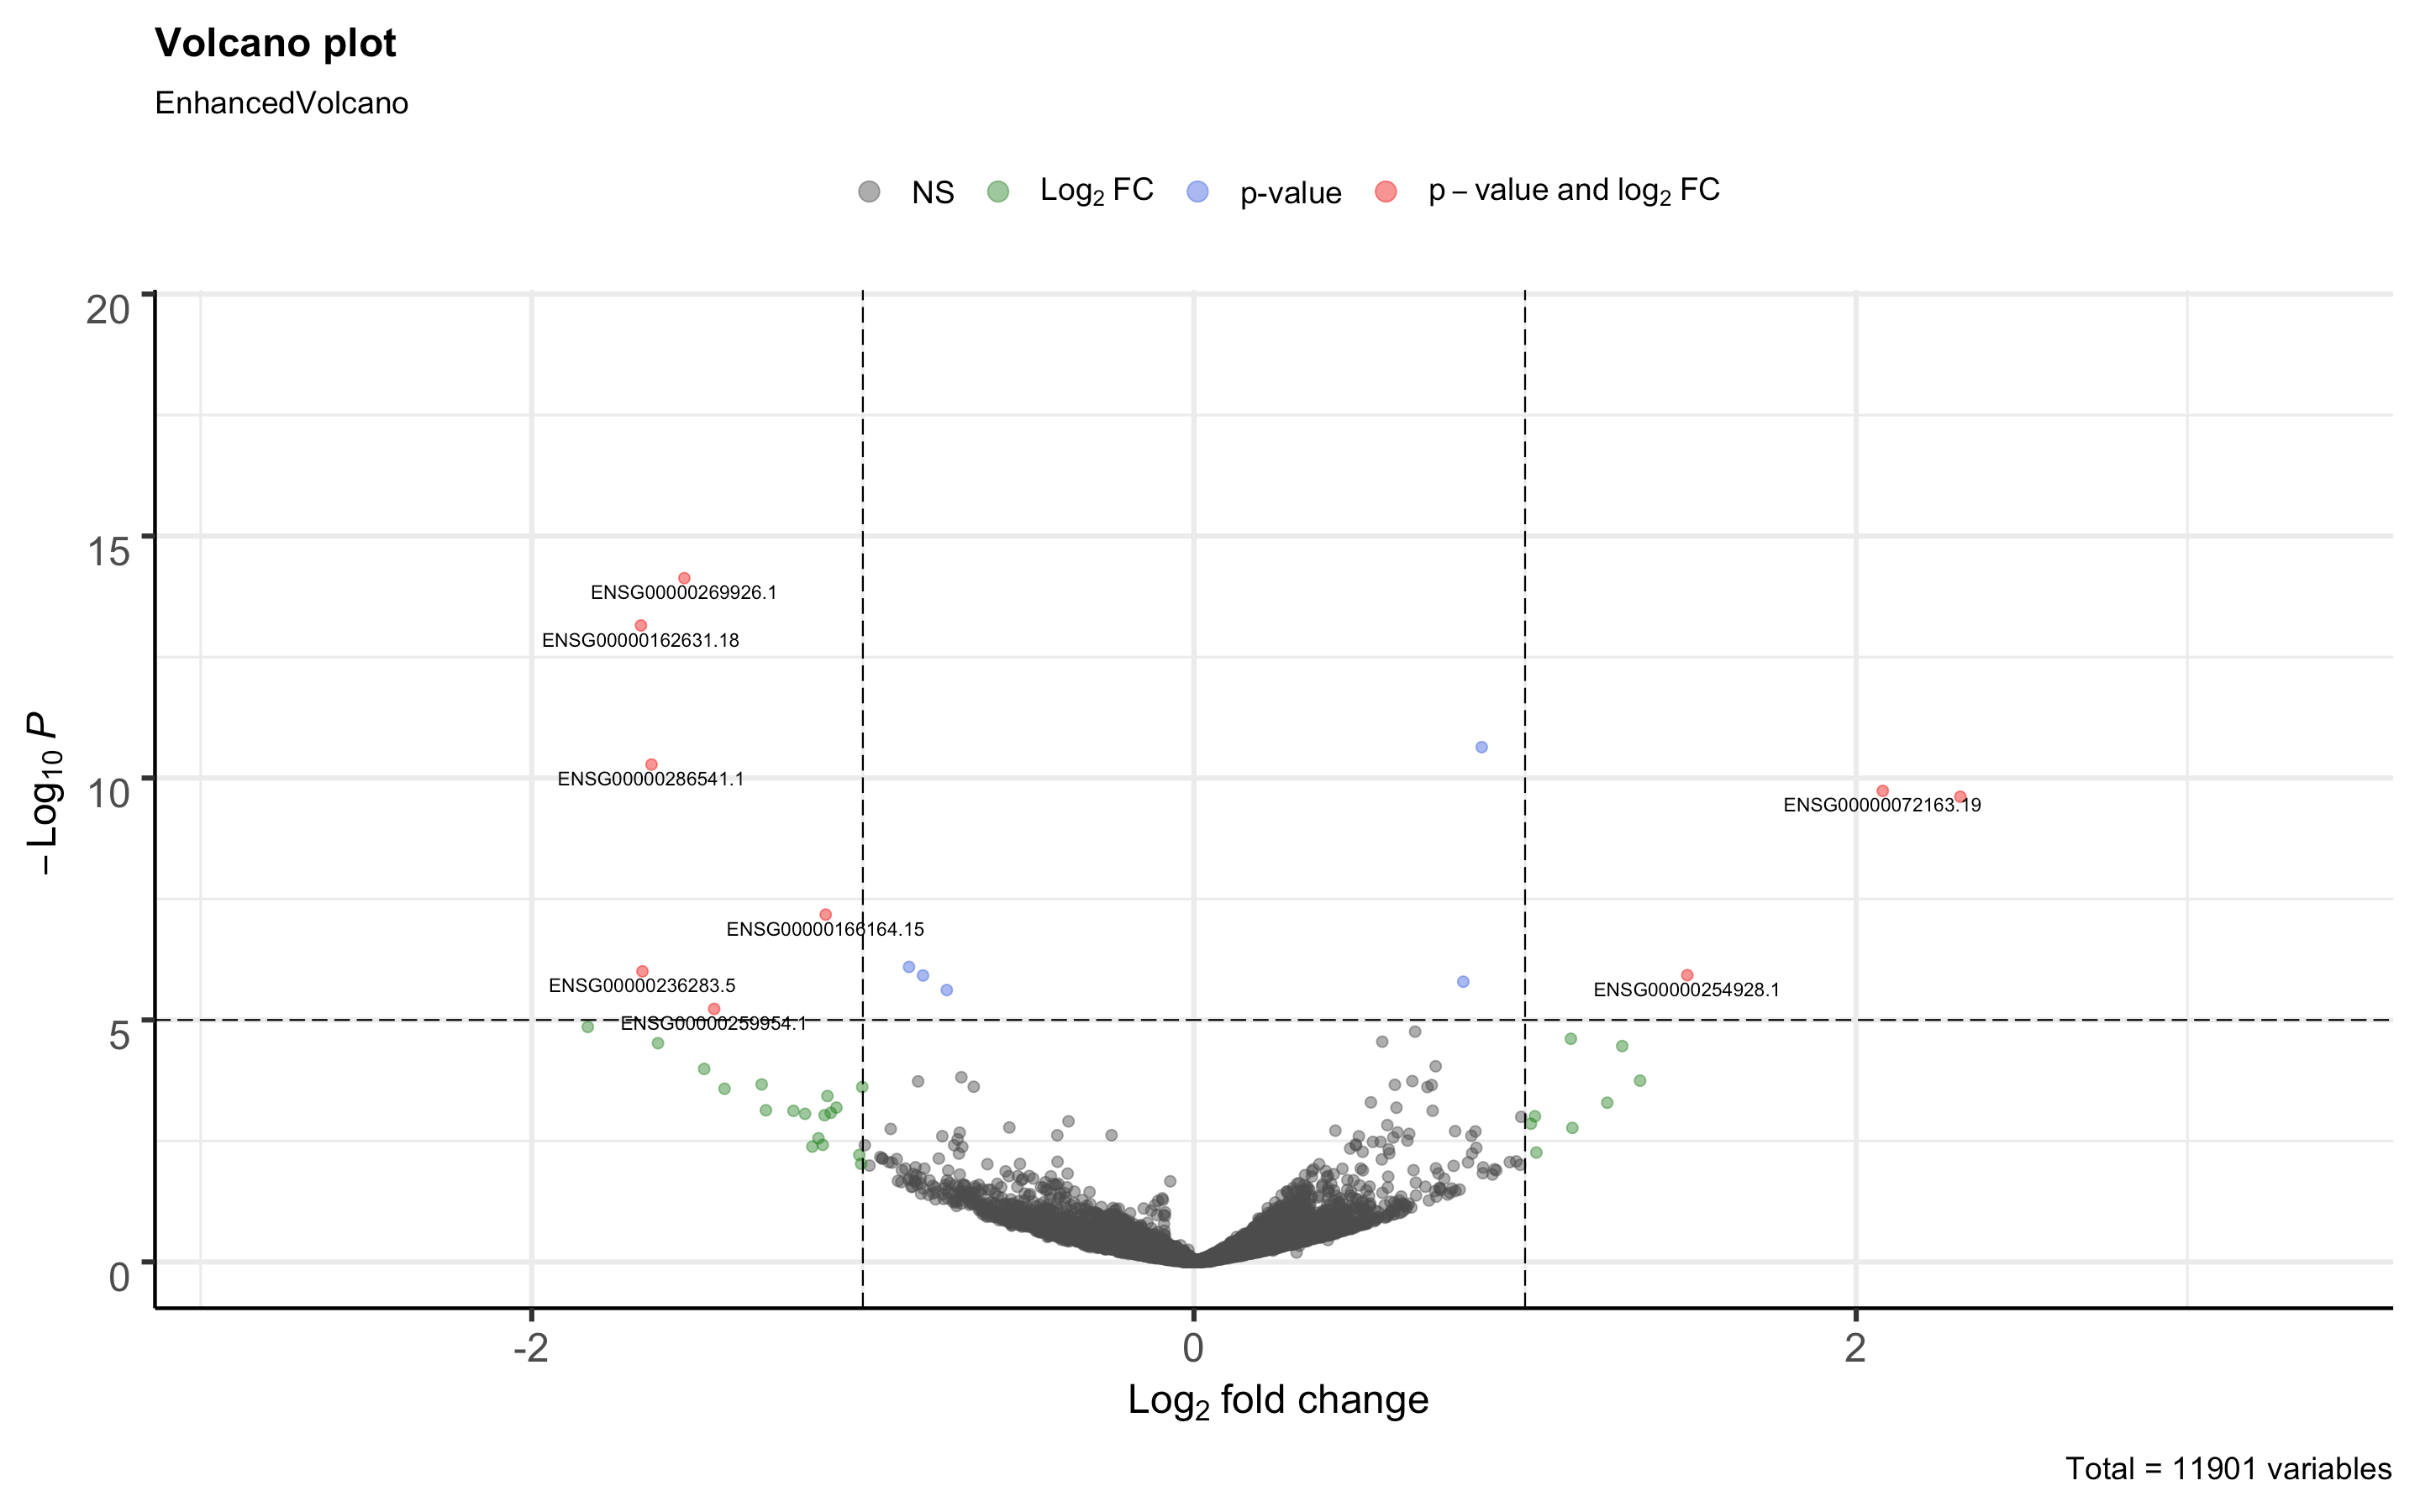 Volcano plot
EnhancedVolcano
NS Log2 FC p-value p – value and log2 FC
20
15
10
5
0
– Log10 P
ENSG00000269926.1
ENSG00000162631.18
ENSG00000286541.1
ENSG00000072163.19
ENSG00000166164.15
ENSG00000236283.5
ENSG00000254928.1
ENSG00000259954.1
-2 0 2
Log2 fold change
Total = 11901 variables